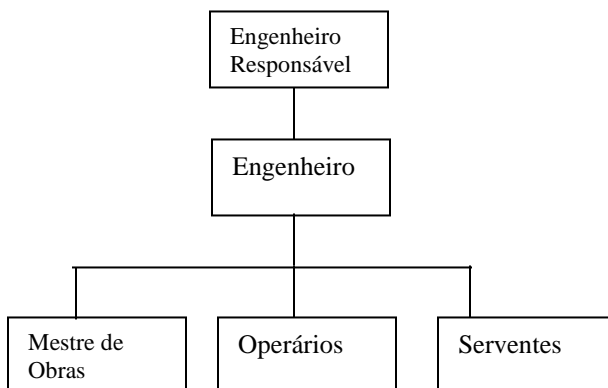 Engenheiro
Responsável
Engenheiro
Mestre de
Obras
Operários
Serventes